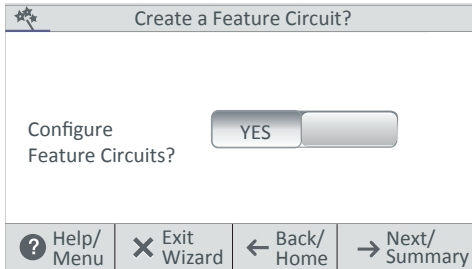 Create a Feature Circuit?
Configure
Feature Circuits?
YES
? Help/
Menu
Exit
Wizard
Back/
Home
Next/
Summary